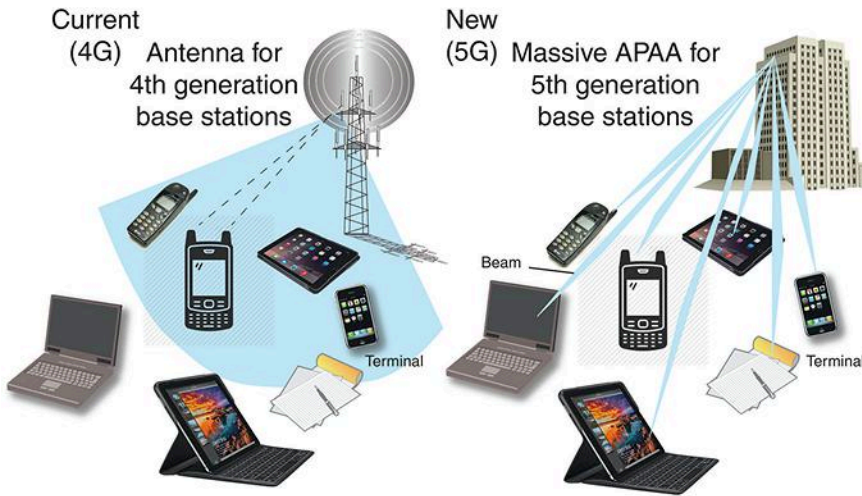 Current
(4G) Antenna for
4th generation
base stations
Terminal
New
(5G) Massive APAA for
5th generation
base stations
Beam
Terminal